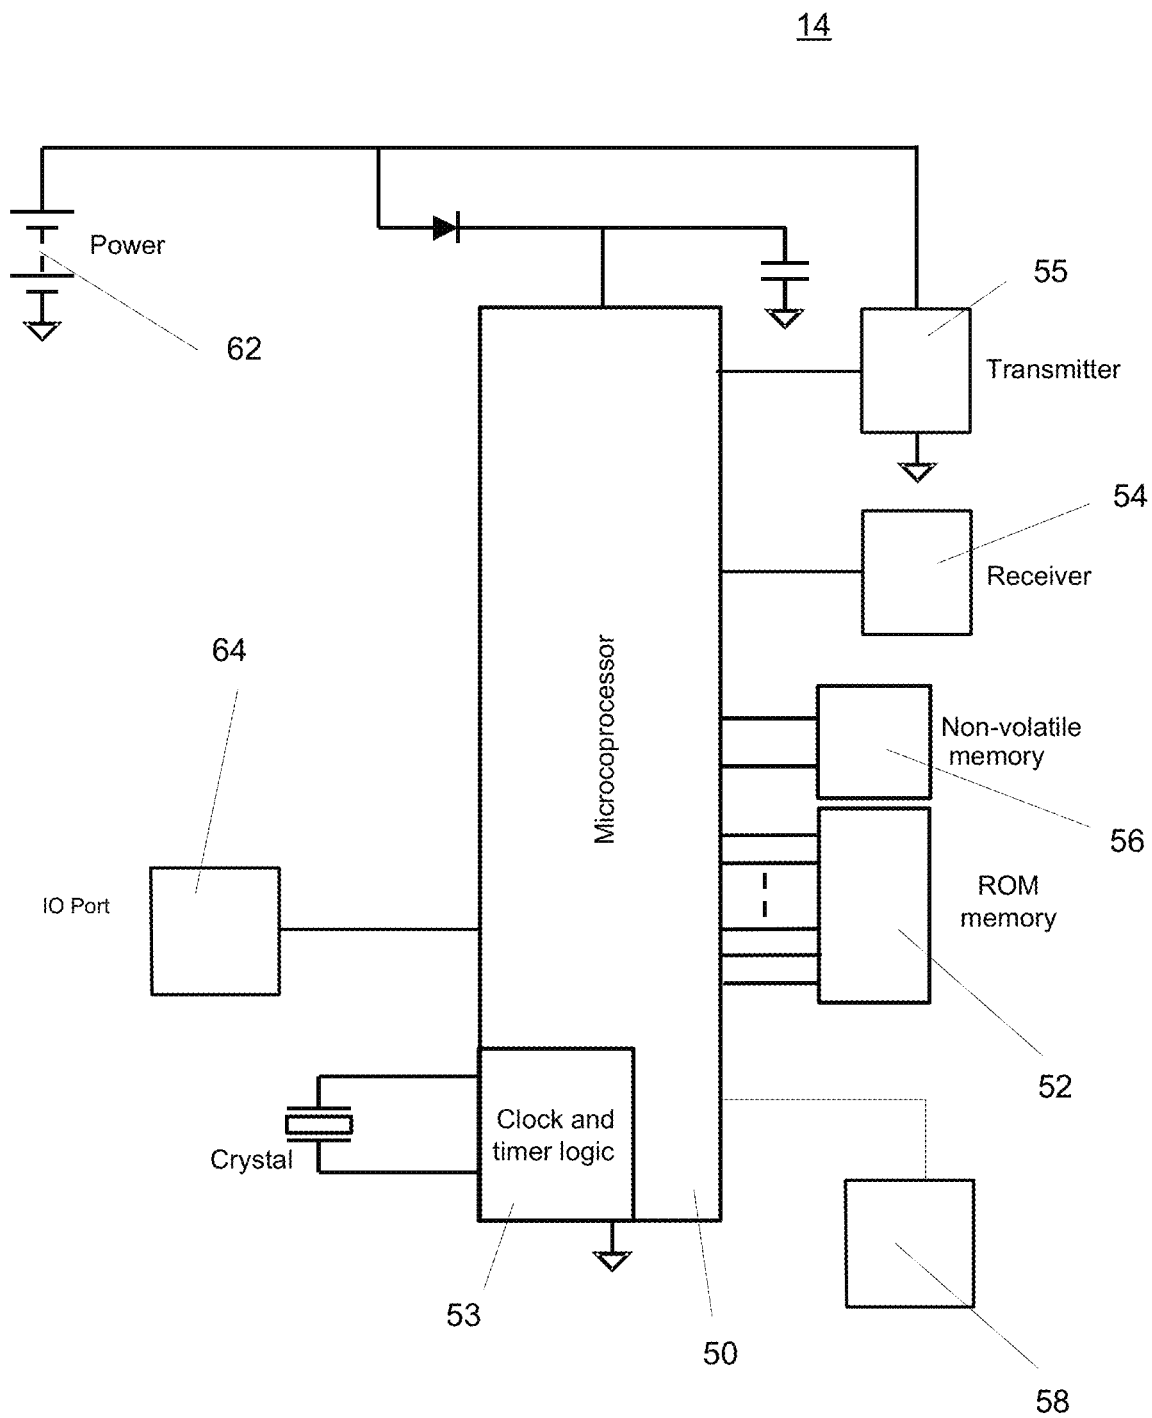 14
Power
62
55
Transmitter
54
Receiver
64
Microcoprocessor
Non-volatile
memory
56
IO Port
ROM
memory
52
Clock and
timer logic
Crystal
53
50
58